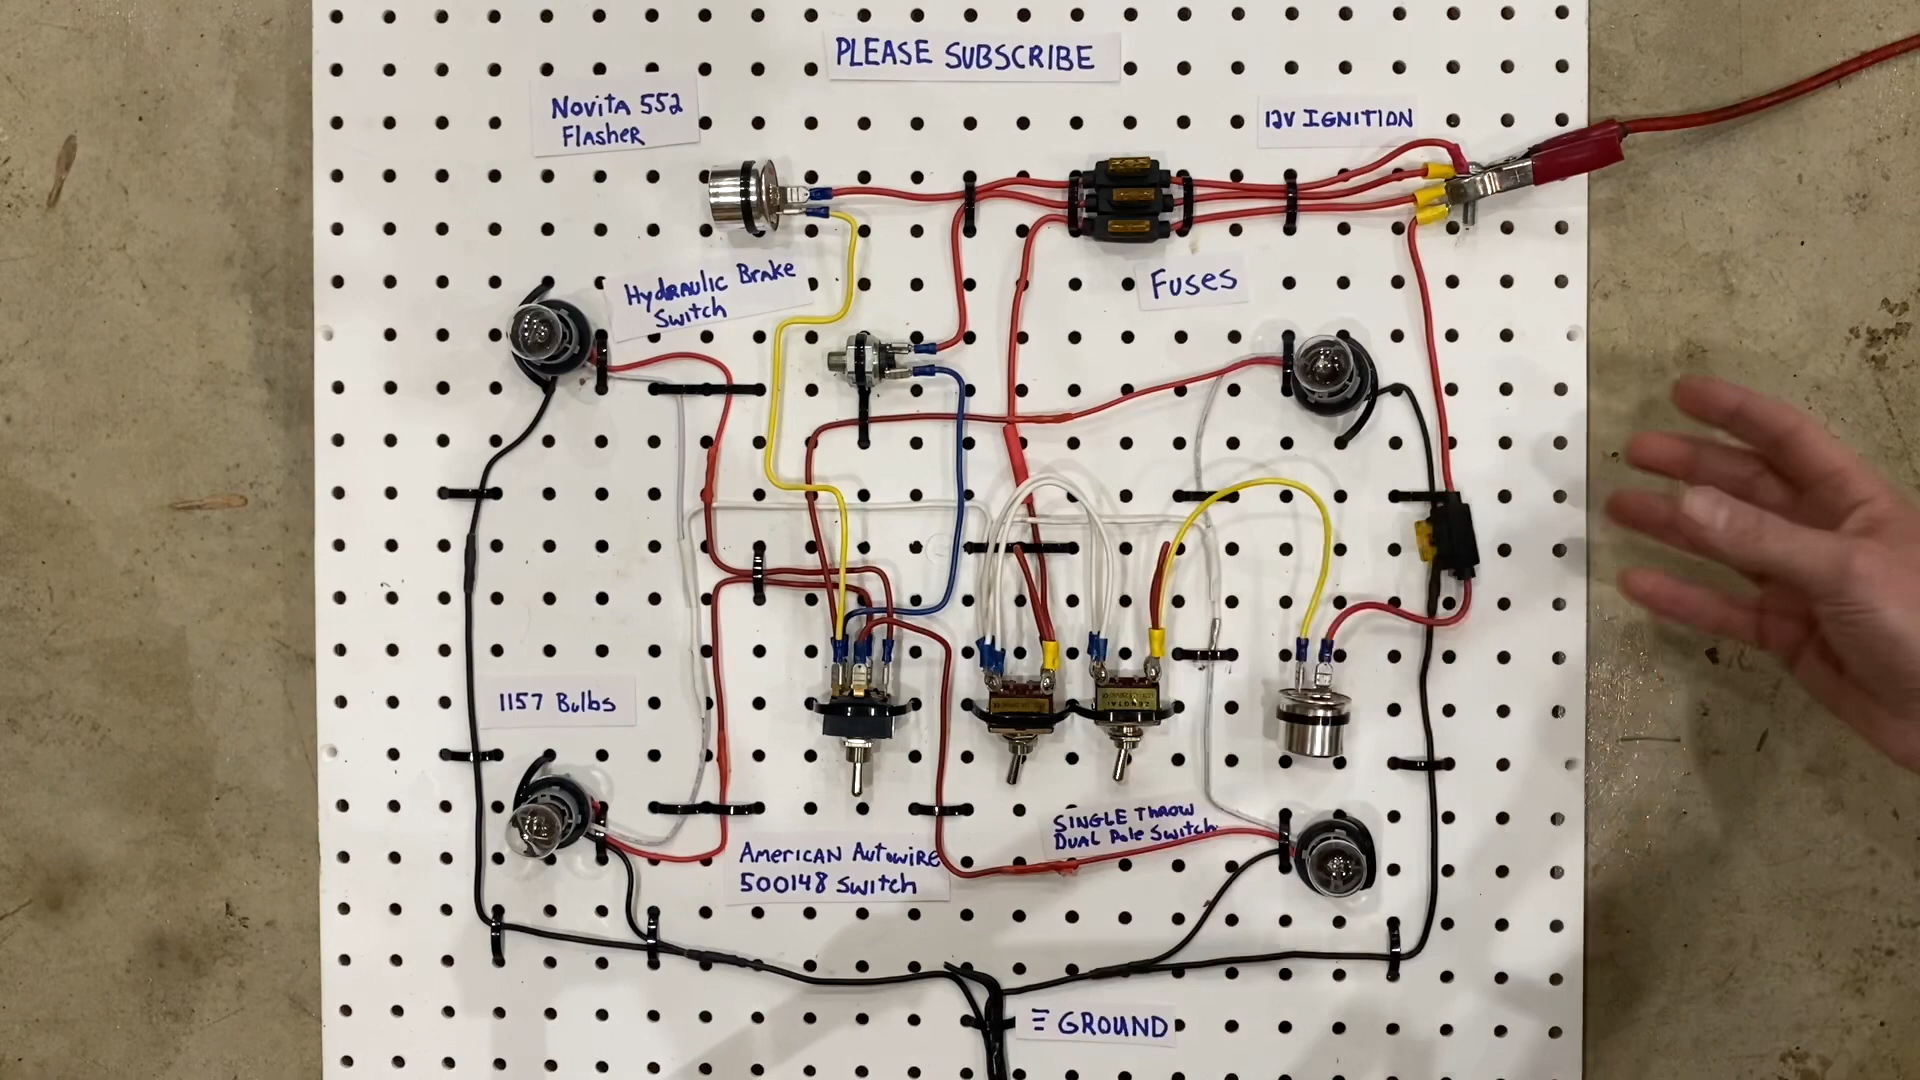 PLEASE SUBSCRIBE
Novita 552
Flasher
12V IGNITION
Hydraulic Brake
Switch
Fuses
1157 Bulbs
ZENGTAI
SINGLE THROW
DUAL Pole Switch
AMERICAN AUTOWIRE
500148 Switch
GROUND